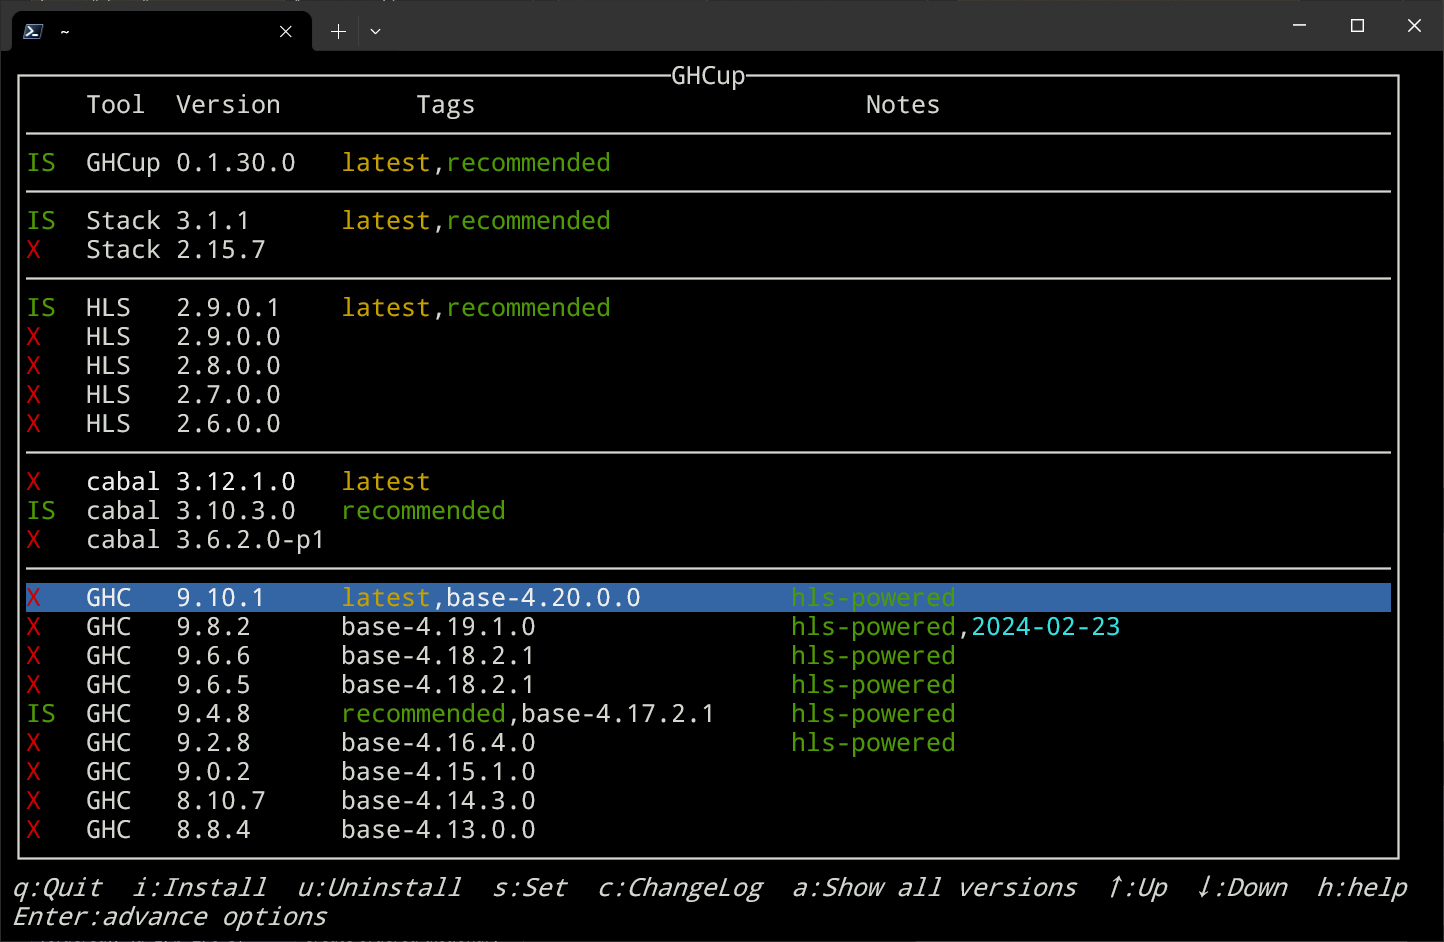 ~
GHCup
Tool Version Tags Notes
IS GHCup 0.1.30.0 latest,recommended
IS Stack 3.1.1 latest,recommended
X Stack 2.15.7
IS HLS 2.9.0.1 latest,recommended
X HLS 2.9.0.0
X HLS 2.8.0.0
X HLS 2.7.0.0
X HLS 2.6.0.0
X cabal 3.12.1.0 latest
IS cabal 3.10.3.0 recommended
X cabal 3.6.2.0-p1
X GHC 9.10.1 latest,base-4.20.0.0 hls-powered
X GHC 9.8.2 base-4.19.1.0 hls-powered,2024-02-23
X GHC 9.6.6 base-4.18.2.1 hls-powered
X GHC 9.6.5 base-4.18.2.1 hls-powered
IS GHC 9.4.8 recommended,base-4.17.2.1 hls-powered
X GHC 9.2.8 base-4.16.4.0 hls-powered
X GHC 9.0.2 base-4.15.1.0
X GHC 8.10.7 base-4.14.3.0
X GHC 8.8.4 base-4.13.0.0
q:Quit i:Install u:Uninstall s:Set c:ChangeLog a:Show all versions ↑:Up ↓:Down h:help
Enter:advance options